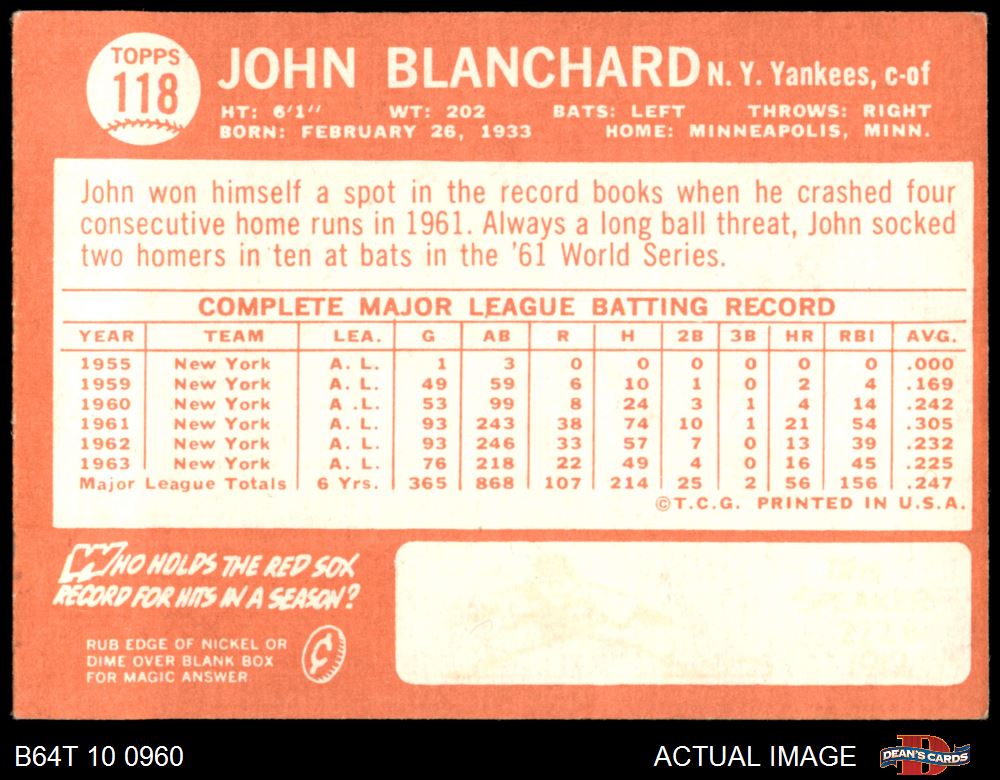 TOPPS
118
JOHN BLANCHARD N. Y. Yankees, c-of
HT: 6'1" WT: 202 BATS: LEFT THROWS: RIGHT
BORN: FEBRUARY 26, 1933 HOME: MINNEAPOLIS, MINN.
John won himself a spot in the record books when he crashed four
consecutive home runs in 1961. Always a long ball threat, John socked
two homers in ten at bats in the '61 World Series.
COMPLETE MAJOR LEAGUE BATTING RECORD
YEAR TEAM LEA. G AB R H 2B 3B HR RBI AVG.
1955 New York A. L. 1 3 0 0 0 0 0 0 .000
1959 New York A. L. 49 59 6 10 1 0 2 4 .169
1960 New York A .L. 53 99 8 24 3 1 4 14 .242
1961 New York A. L. 93 243 38 74 10 1 21 54 .305
1962 New York A. L. 93 246 33 57 7 0 13 39 .232
1963 New York A. L. 76 218 22 49 4 0 16 45 .225
Major League Totals 6 Yrs. 365 868 107 214 25 2 56 156 .247
©T.C.G. PRINTED IN U.S.A.
WHO HOLDS THE RED SOX
RECORD FOR HITS IN A SEASON?
RUB EDGE OF NICKEL OR
DIME OVER BLANK BOX
FOR MAGIC ANSWER
¢
SPEAKER
B64T 10 0960
ACTUAL IMAGE
DEAN'S CARDS